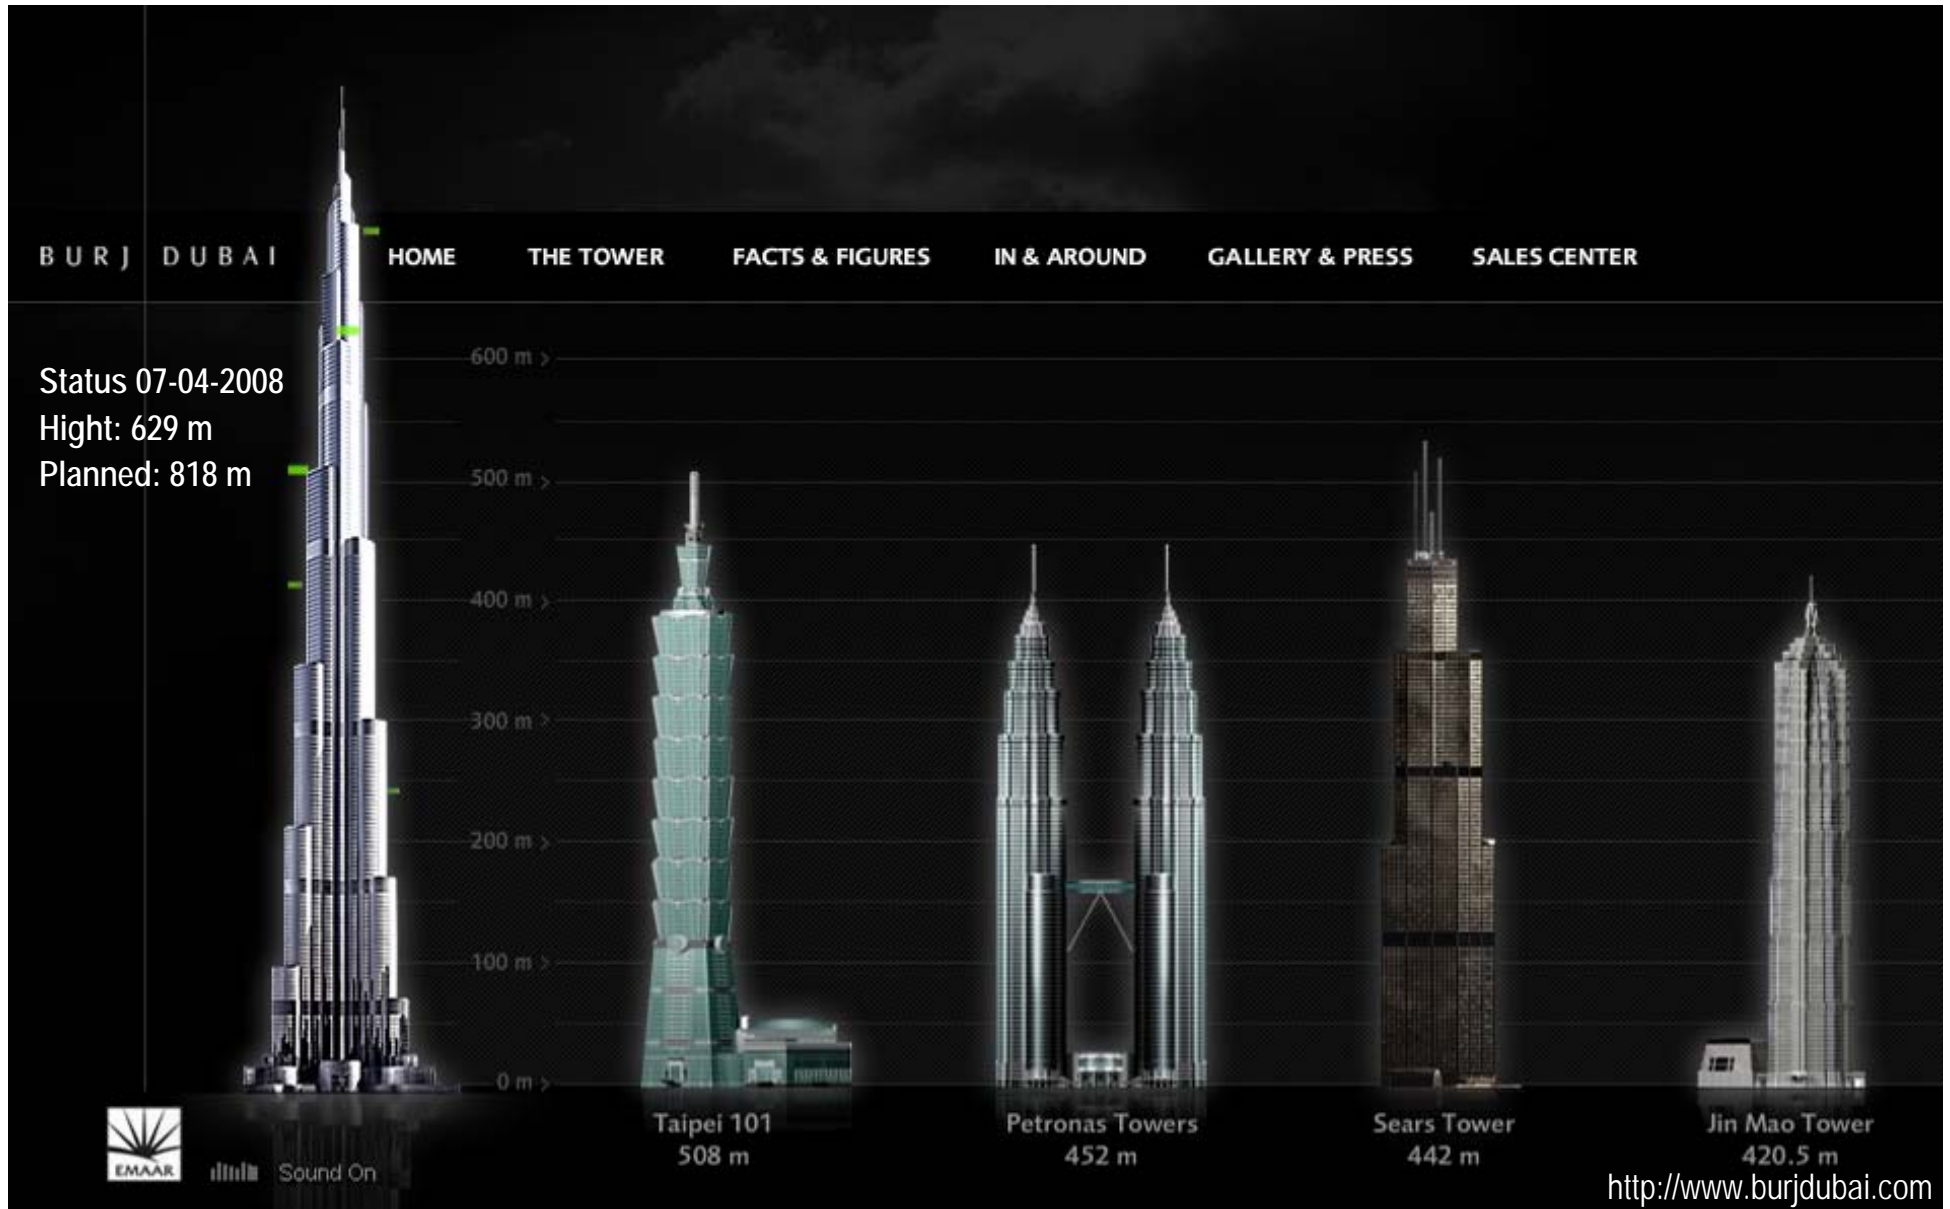 BURJ DUBAI
HOME THE TOWER FACTS & FIGURES IN & AROUND GALLERY & PRESS SALES CENTER
Status 07-04-2008
Hight: 629 m
Planned: 818 m
600 m >
500 m >
400 m >
300 m >
200 m >
100 m >
0 m >
Taipei 101
508 m
Petronas Towers
452 m
Sears Tower
442 m
Jin Mao Tower
420.5 m
EMAAR
Sound On
http://www.burjdubai.com